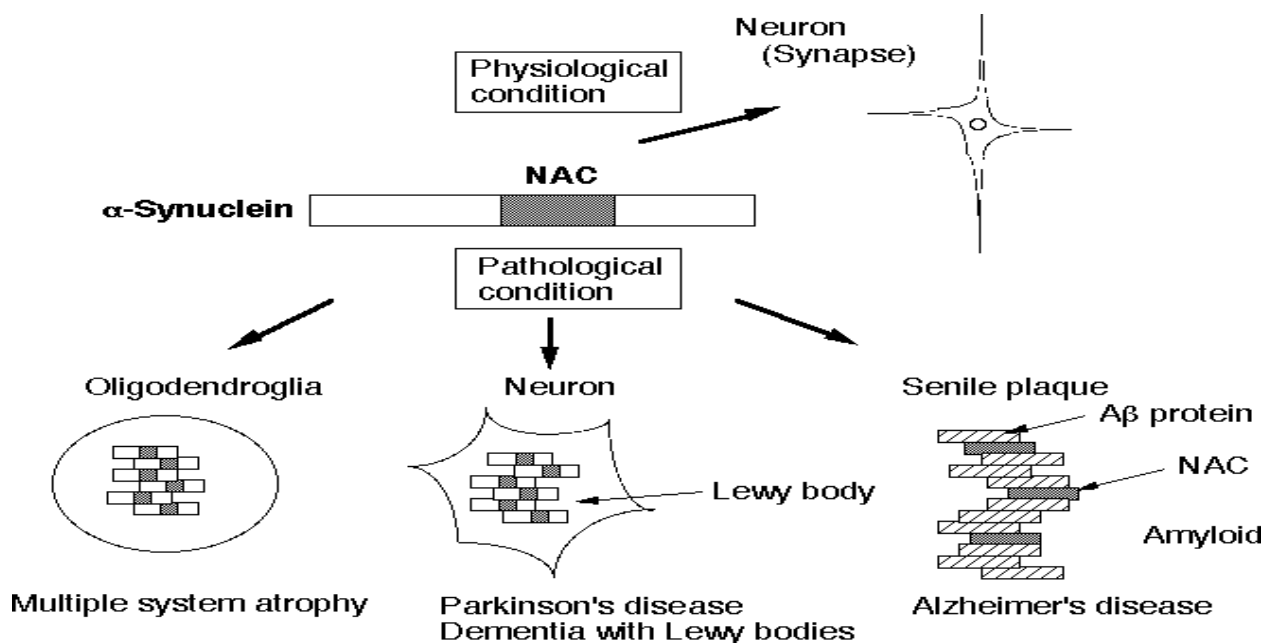 Neuron
(Synapse)
Physiological
condition
NAC
α-Synuclein
Pathological
condition
Oligodendroglia
Neuron
Senile plaque
Aβ protein
NAC
Lewy body
Amyloid
Multiple system atrophy
Parkinson's disease
Dementia with Lewy bodies
Alzheimer's disease